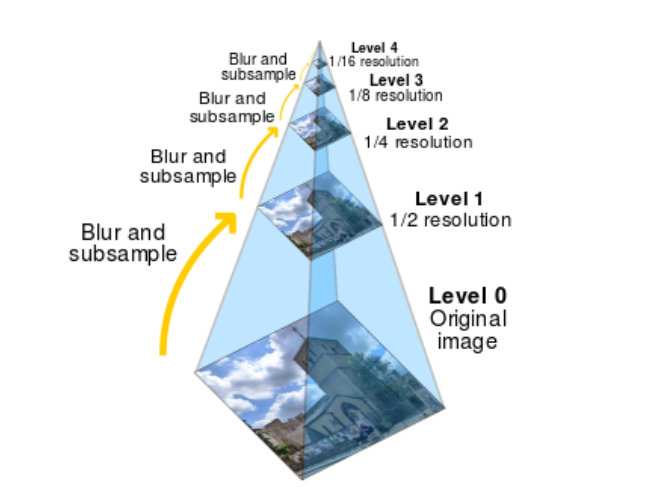 Level 4
1/16 resolution
Blur and
subsample
Level 3
1/8 resolution
Blur and
subsample
Level 2
1/4 resolution
Blur and
subsample
Level 1
1/2 resolution
Blur and
subsample
Level 0
Original
image